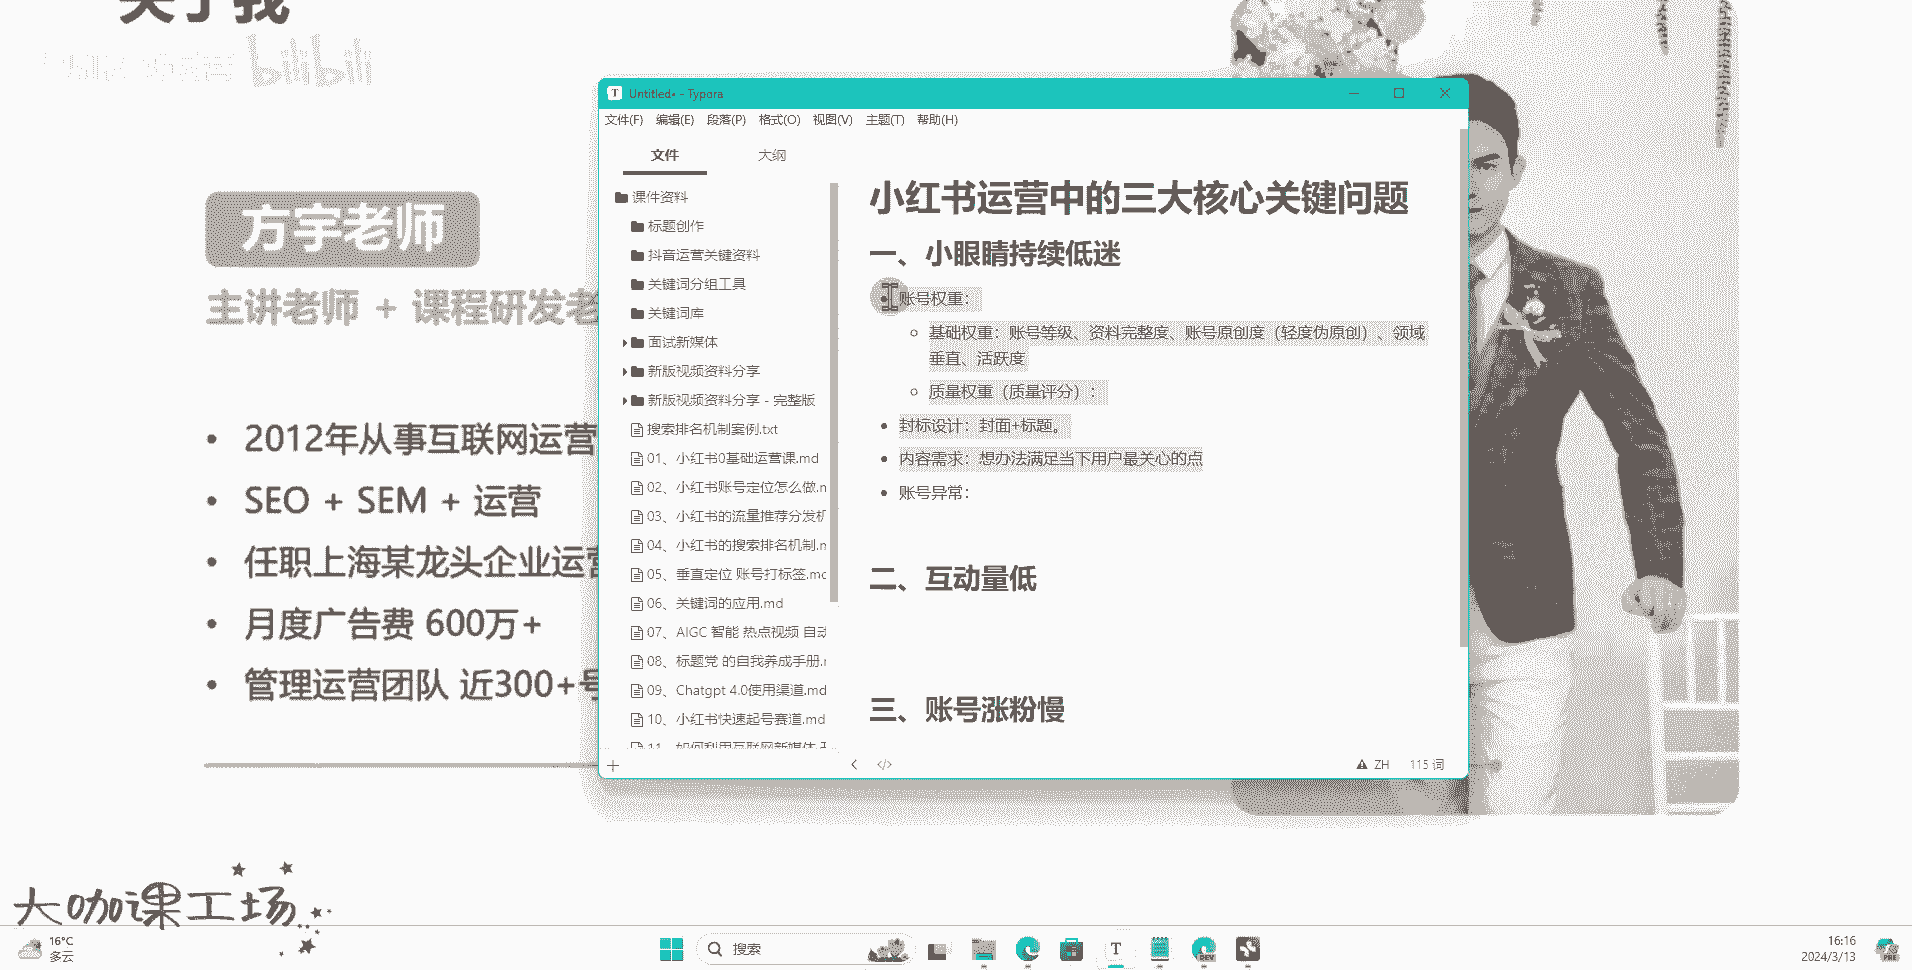 关于我
bilibili
方宇老师
主讲老师 + 课程研发老
2012年从事互联网运营
SEO + SEM + 运营
任职上海某龙头企业运营
月度广告费 600万+
管理运营团队 近300+号
Untitled• - Typora
文件(F) 编辑(E) 段落(P) 格式(O) 视图(V) 主题(T) 帮助(H)
文件 大纲
课件资料
标题创作
抖音运营关键资料
关键词分组工具
关键词库
面试新媒体
新版视频资料分享
新版视频资料分享 - 完整版
搜索排名机制案例.txt
01、小红书0基础运营课.md
02、小红书账号定位怎么做.m
03、小红书的流量推荐分发机
04、小红书的搜索排名机制.m
05、垂直定位 账号打标签.md
06、关键词的应用.md
07、AIGC 智能 热点视频 自动
08、标题党 的自我养成手册.m
09、Chatgpt 4.0使用渠道.md
10、小红书快速起号赛道.md
11、如何利用互联网新媒体
小红书运营中的三大核心关键问题
一、小眼睛持续低迷
账号权重：
基础权重：账号等级、资料完整度、账号原创度（轻度伪原创）、领域
垂直、活跃度
质量权重（质量评分）：
封标设计：封面+标题。
内容需求：想办法满足当下用户最关心的点
账号异常：
二、互动量低
三、账号涨粉慢
ZH 115 词
大咖课工场
16°C
多云
搜索
T
DEV
16:16
2024/3/13
PRE